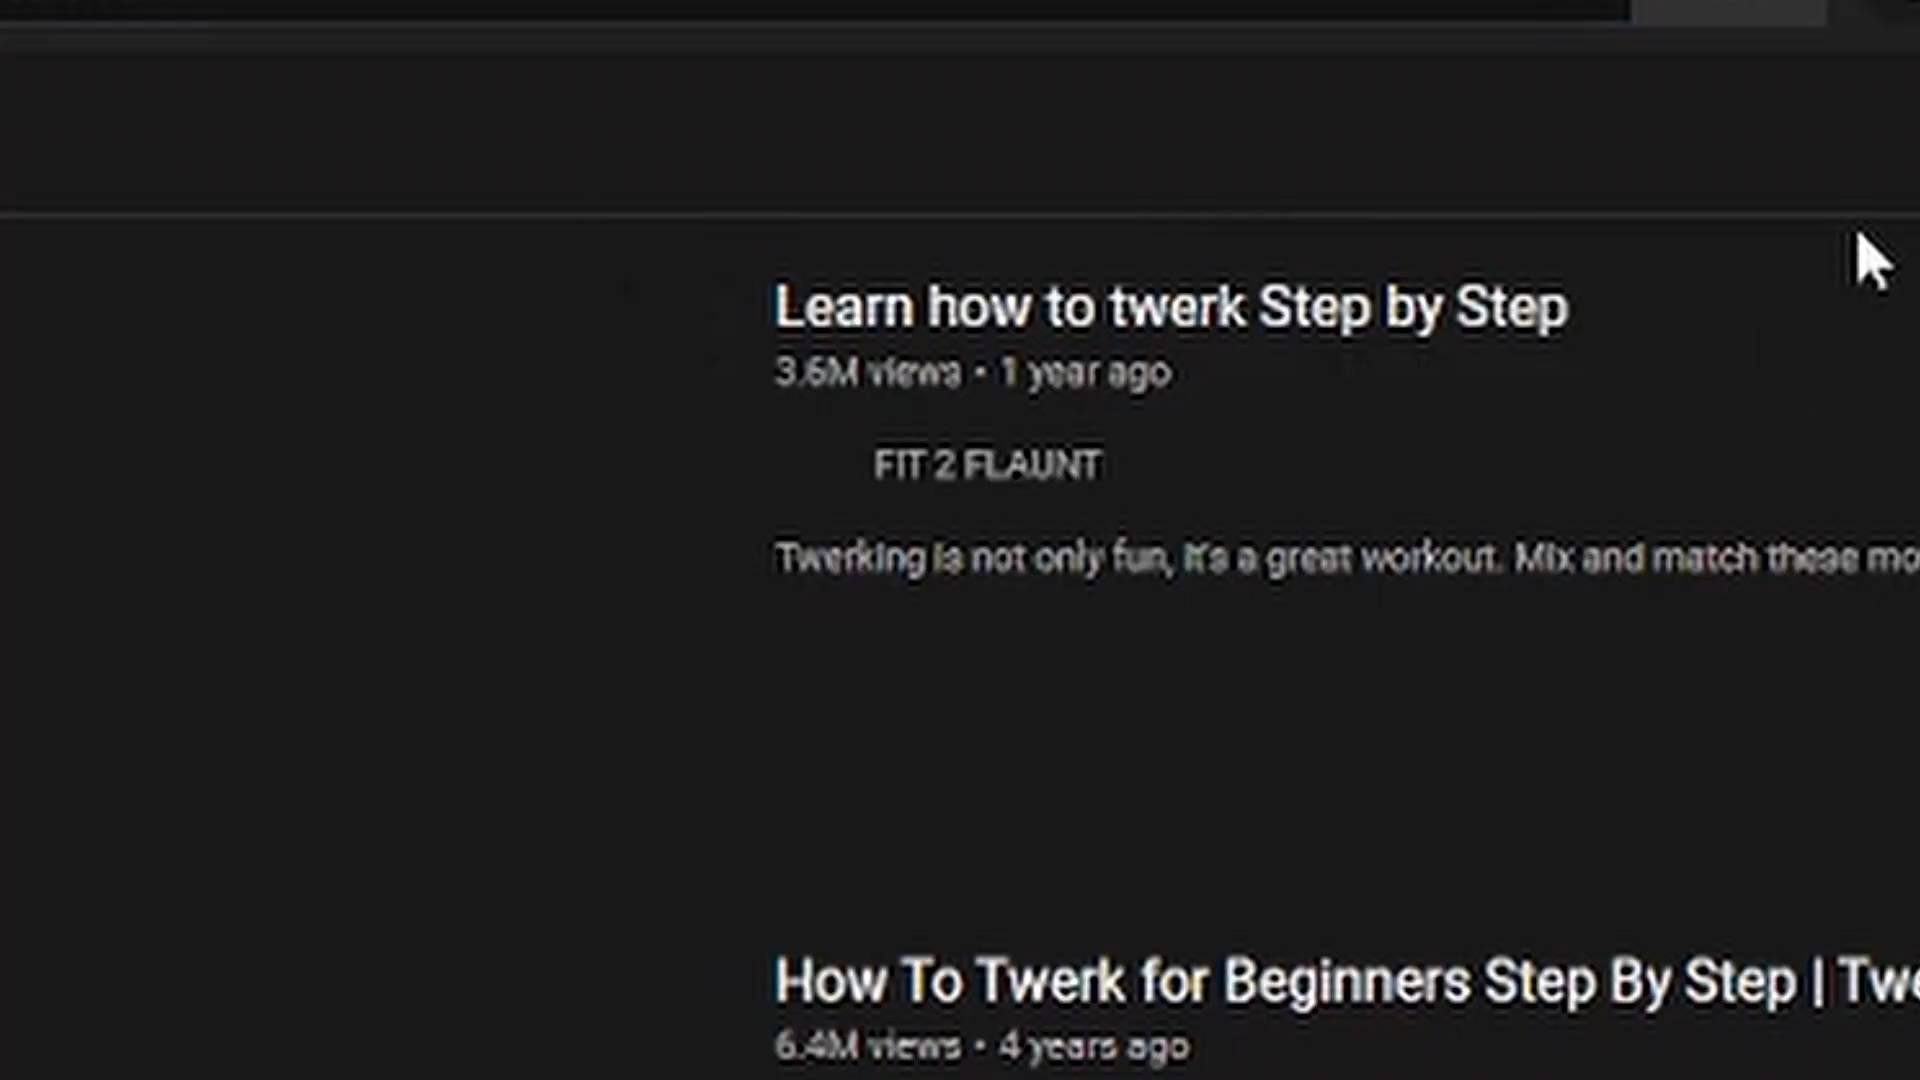 Learn how to twerk Step by Step
3.6M views • 1 year ago
FIT 2 FLAUNT
Twerking is not only fun, it's a great workout. Mix and match these mo
How To Twerk for Beginners Step By Step | Twe
6.4M views • 4 years ago